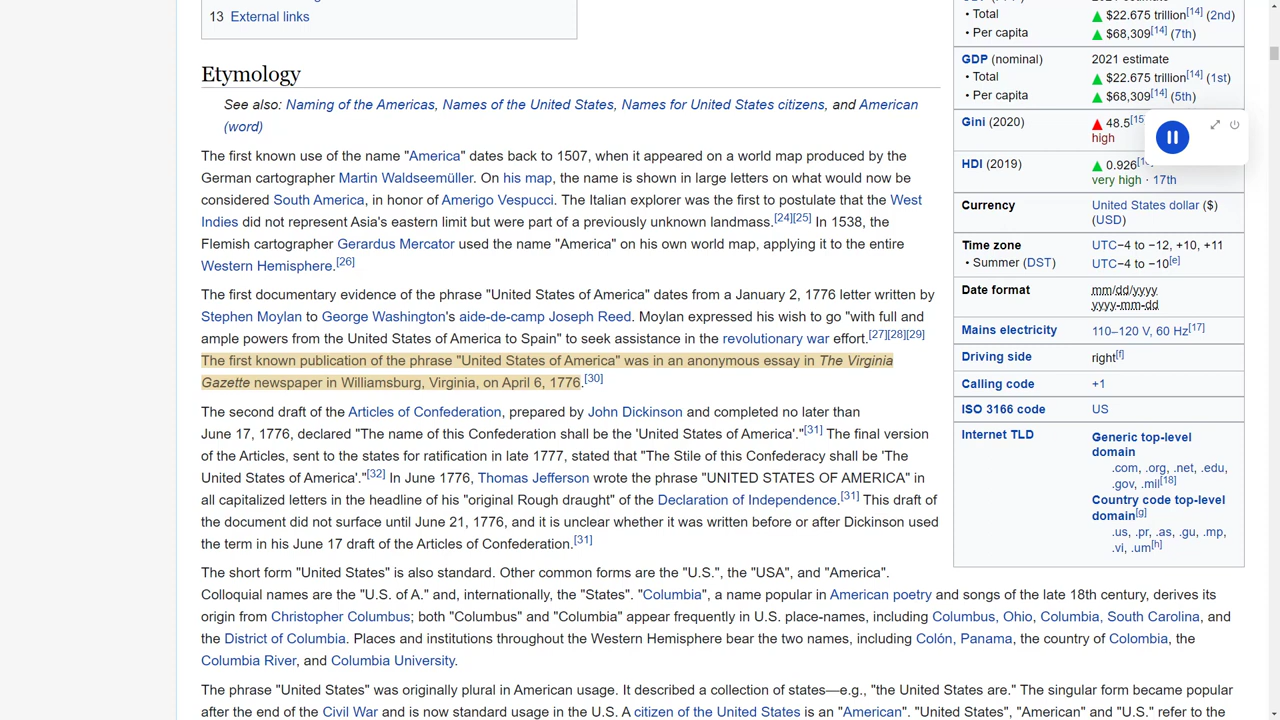 13 External links
Etymology
See also: Naming of the Americas, Names of the United States, Names for United States citizens, and American
(word)
The first known use of the name "America" dates back to 1507, when it appeared on a world map produced by the
German cartographer Martin Waldseemüller. On his map, the name is shown in large letters on what would now be
considered South America, in honor of Amerigo Vespucci. The Italian explorer was the first to postulate that the West
Indies did not represent Asia's eastern limit but were part of a previously unknown landmass.[24][25] In 1538, the
Flemish cartographer Gerardus Mercator used the name "America" on his own world map, applying it to the entire
Western Hemisphere.[26]
The first documentary evidence of the phrase "United States of America" dates from a January 2, 1776 letter written by
Stephen Moylan to George Washington's aide-de-camp Joseph Reed. Moylan expressed his wish to go "with full and
ample powers from the United States of America to Spain" to seek assistance in the revolutionary war effort.[27][28][29]
The first known publication of the phrase "United States of America" was in an anonymous essay in The Virginia
Gazette newspaper in Williamsburg, Virginia, on April 6, 1776.[30]
The second draft of the Articles of Confederation, prepared by John Dickinson and completed no later than
June 17, 1776, declared "The name of this Confederation shall be the 'United States of America'."[31] The final version
of the Articles, sent to the states for ratification in late 1777, stated that "The Stile of this Confederacy shall be 'The
United States of America'."[32] In June 1776, Thomas Jefferson wrote the phrase "UNITED STATES OF AMERICA" in
all capitalized letters in the headline of his "original Rough draught" of the Declaration of Independence.[31] This draft of
the document did not surface until June 21, 1776, and it is unclear whether it was written before or after Dickinson used
the term in his June 17 draft of the Articles of Confederation.[31]
The short form "United States" is also standard. Other common forms are the "U.S.", the "USA", and "America".
Colloquial names are the "U.S. of A." and, internationally, the "States". "Columbia", a name popular in American poetry and songs of the late 18th century, derives its
origin from Christopher Columbus; both "Columbus" and "Columbia" appear frequently in U.S. place-names, including Columbus, Ohio, Columbia, South Carolina, and
the District of Columbia. Places and institutions throughout the Western Hemisphere bear the two names, including Colón, Panama, the country of Colombia, the
Columbia River, and Columbia University.
The phrase "United States" was originally plural in American usage. It described a collection of states—e.g., "the United States are." The singular form became popular
after the end of the Civil War and is now standard usage in the U.S. A citizen of the United States is an "American". "United States", "American" and "U.S." refer to the
• Total $22.675 trillion[14] (2nd)
• Per capita $68,309[14] (7th)
GDP (nominal) 2021 estimate
• Total $22.675 trillion[14] (1st)
• Per capita $68,309[14] (5th)
Gini (2020) 48.5
high
HDI (2019) 0.926
very high · 17th
Currency United States dollar ($)
(USD)
Time zone UTC−4 to −12, +10, +11
• Summer (DST) UTC−4 to −10[e]
Date format mm/dd/yyyy
yyyy-mm-dd
Mains electricity 110–120 V, 60 Hz[17]
Driving side right[f]
Calling code +1
ISO 3166 code US
Internet TLD Generic top-level
domain
.com, .org, .net, .edu,
.gov, .mil[18]
Country code top-level
domain[g]
.us, .pr, .as, .gu, .mp,
.vi, .um[h]